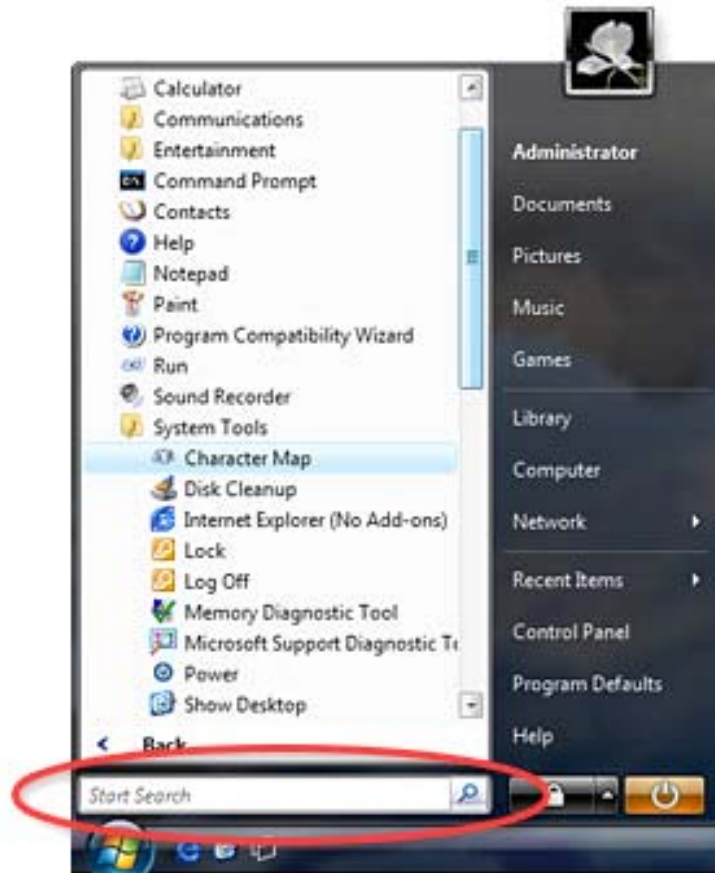 Calculator
Communications
Entertainment
Command Prompt
Contacts
Help
Notepad
Paint
Program Compatibility Wizard
Run
Sound Recorder
System Tools
Character Map
Disk Cleanup
Internet Explorer (No Add-ons)
Lock
Log Off
Memory Diagnostic Tool
Microsoft Support Diagnostic To
Power
Show Desktop
Back
Start Search
Administrator
Documents
Pictures
Music
Games
Library
Computer
Network
Recent Items
Control Panel
Program Defaults
Help